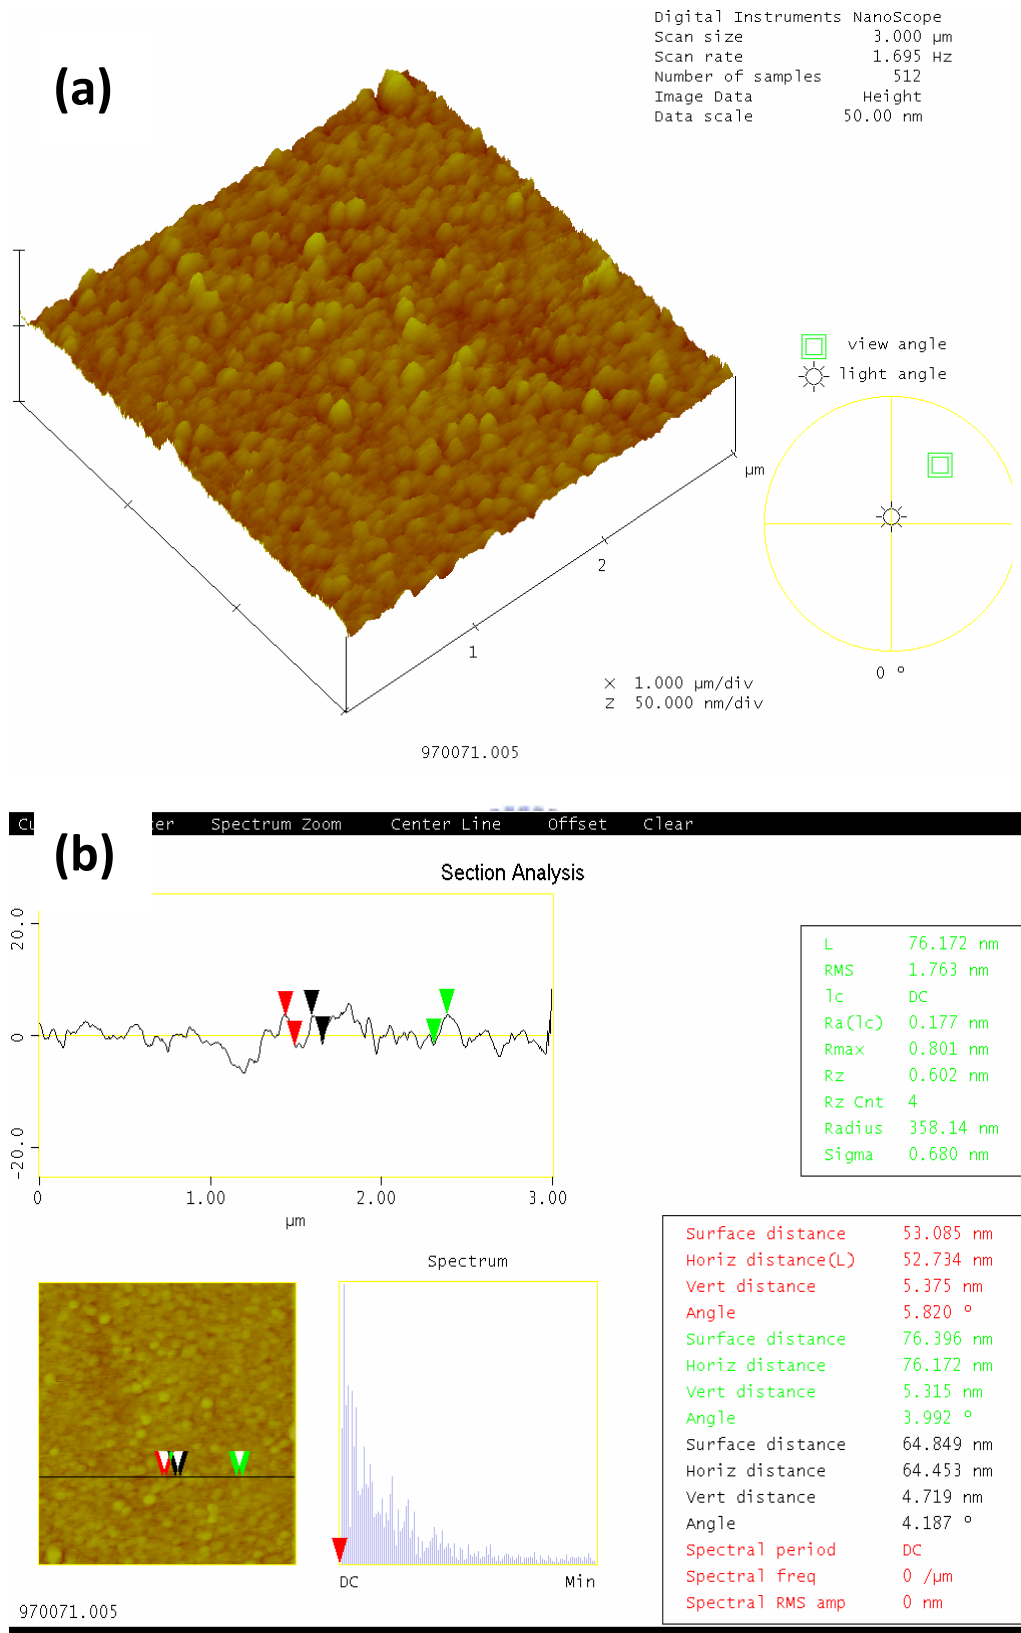 Digital Instruments NanoScope
Scan size 3.000 µm
Scan rate 1.695 Hz
Number of samples 512
Image Data Height
Data scale 50.00 nm
(a)
view angle
light angle
µm
2
1
0 º
X 1.000 µm/div
Z 50.000 nm/div
970071.005
Spectrum Zoom Center Line Offset Clear
(b)
Section Analysis
20.0
0
-20.0
0 1.00 2.00 3.00
µm
L 76.172 nm
RMS 1.763 nm
lc DC
Ra(lc) 0.177 nm
Rmax 0.801 nm
Rz 0.602 nm
Rz Cnt 4
Radius 358.14 nm
Sigma 0.680 nm
Surface distance 53.085 nm
Horiz distance(L) 52.734 nm
Vert distance 5.375 nm
Angle 5.820 º
Surface distance 76.396 nm
Horiz distance 76.172 nm
Vert distance 5.315 nm
Angle 3.992 º
Surface distance 64.849 nm
Horiz distance 64.453 nm
Vert distance 4.719 nm
Angle 4.187 º
Spectral period DC
Spectral freq 0 /µm
Spectral RMS amp 0 nm
Spectrum
DC Min
970071.005